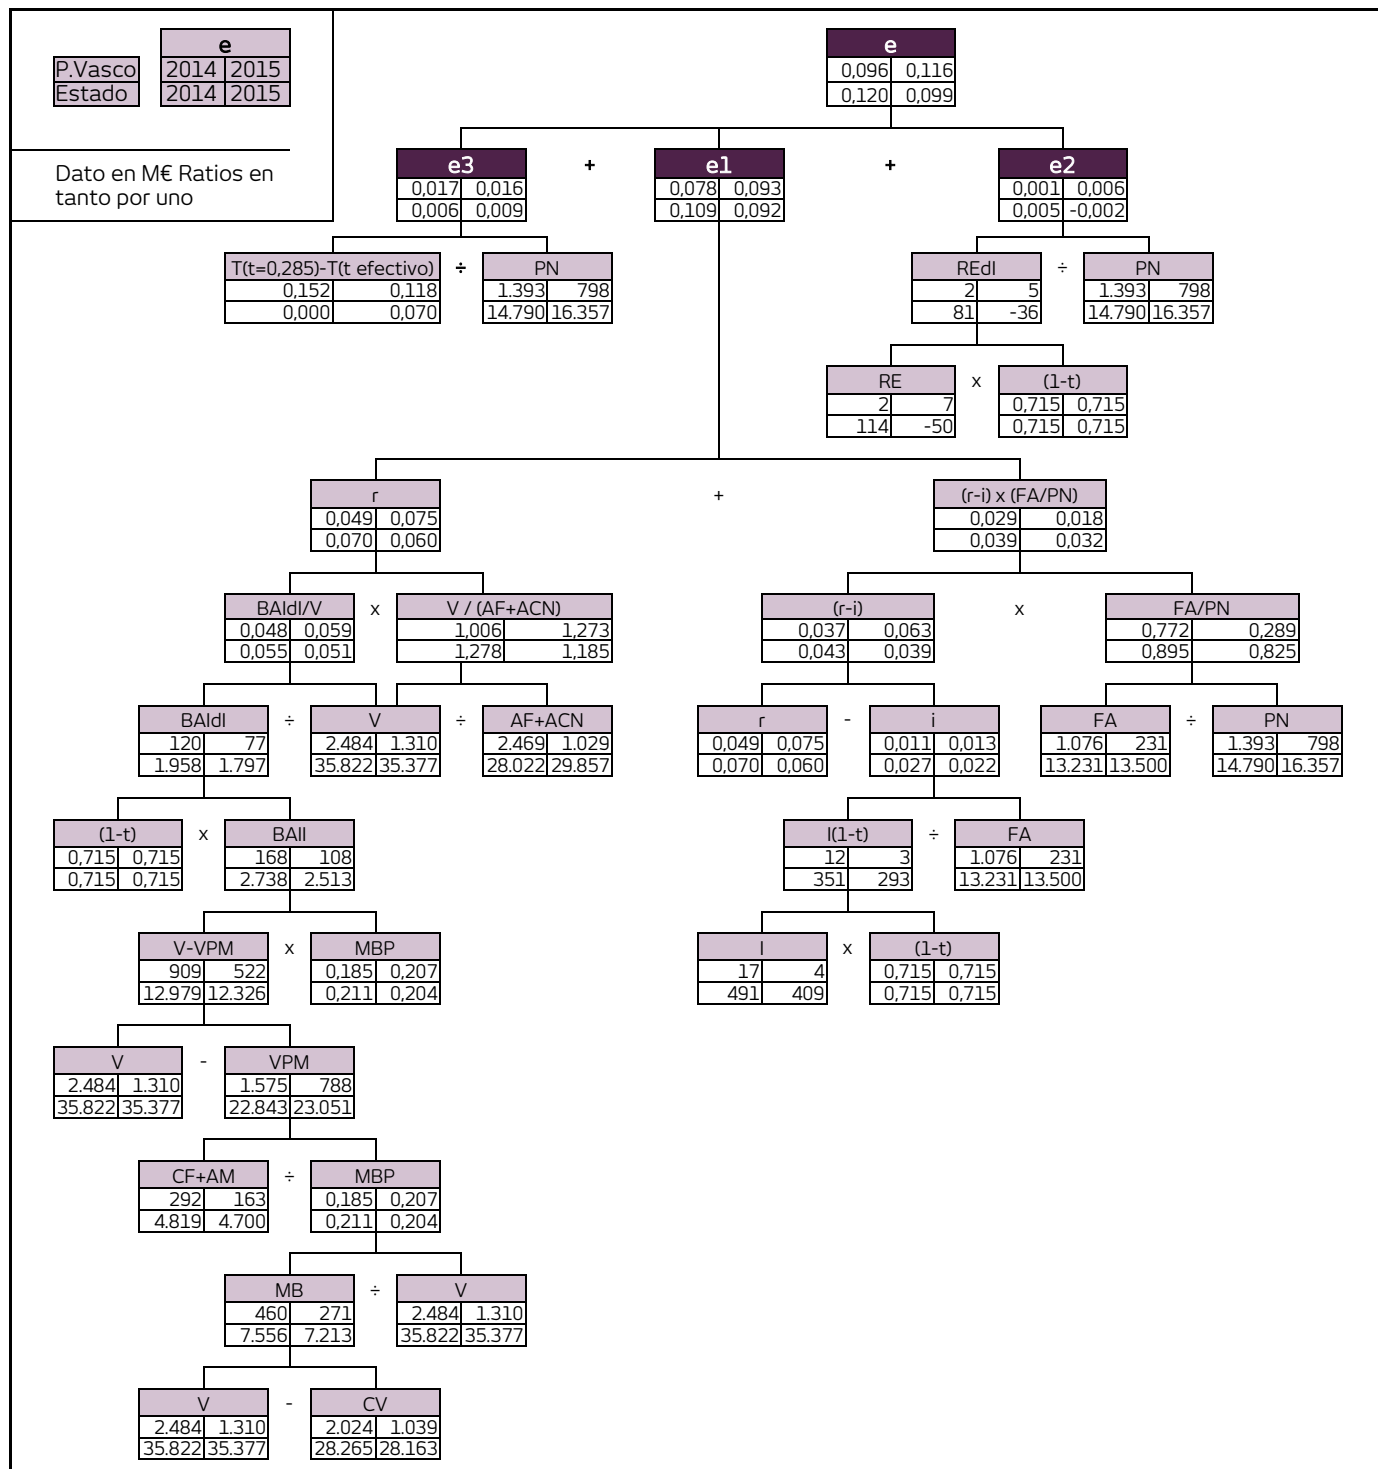 e
P.Vasco 2014 2015
Estado 2014 2015
Dato en M€ Ratios en
tanto por uno
e
0,096 0,116
0,120 0,099
e3 + e1 + e2
0,017 0,016 0,078 0,093 0,001 0,006
0,006 0,009 0,109 0,092 0,005 -0,002
T(t=0,285)-T(t efectivo) ÷ PN REdI ÷ PN
0,152 0,118 1.393 798 2 5 1.393 798
0,000 0,070 14.790 16.357 81 -36 14.790 16.357
RE x (1-t)
2 7 0,715 0,715
114 -50 0,715 0,715
r + (r-i) x (FA/PN)
0,049 0,075 0,029 0,018
0,070 0,060 0,039 0,032
BAIdI/V x V / (AF+ACN) (r-i) x FA/PN
0,048 0,059 1,006 1,273 0,037 0,063 0,772 0,289
0,055 0,051 1,278 1,185 0,043 0,039 0,895 0,825
BAIdI ÷ V ÷ AF+ACN r - i FA ÷ PN
120 77 2.484 1.310 2.469 1.029 0,049 0,075 0,011 0,013 1.076 231 1.393 798
1.958 1.797 35.822 35.377 28.022 29.857 0,070 0,060 0,027 0,022 13.231 13.500 14.790 16.357
(1-t) x BAII I(1-t) ÷ FA
0,715 0,715 168 108 12 3 1.076 231
0,715 0,715 2.738 2.513 351 293 13.231 13.500
V-VPM x MBP I x (1-t)
909 522 0,185 0,207 17 4 0,715 0,715
12.979 12.326 0,211 0,204 491 409 0,715 0,715
V - VPM
2.484 1.310 1.575 788
35.822 35.377 22.843 23.051
CF+AM ÷ MBP
292 163 0,185 0,207
4.819 4.700 0,211 0,204
MB ÷ V
460 271 2.484 1.310
7.556 7.213 35.822 35.377
V - CV
2.484 1.310 2.024 1.039
35.822 35.377 28.265 28.163